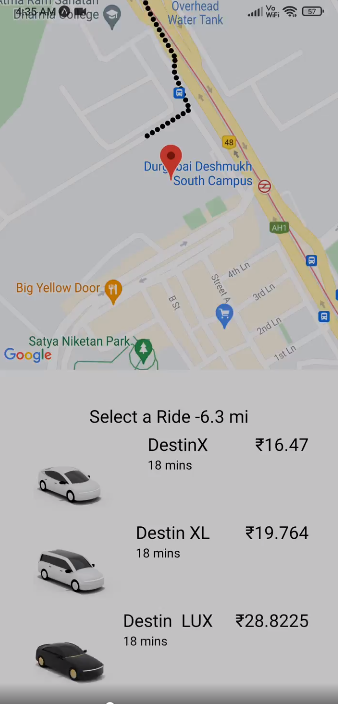 Atma Ram Sanatan
Dharma College
4:35 AM
Vo
WiFi
57
Overhead
Water Tank
48
Durgabai Deshmukh
South Campus
AH1
Big Yellow Door
4th Ln
Street A
3rd Ln
B St
2nd Ln
1st Ln
Satya Niketan Park
Google
Select a Ride -6.3 mi
DestinX ₹16.47
18 mins
Destin XL ₹19.764
18 mins
Destin LUX ₹28.8225
18 mins